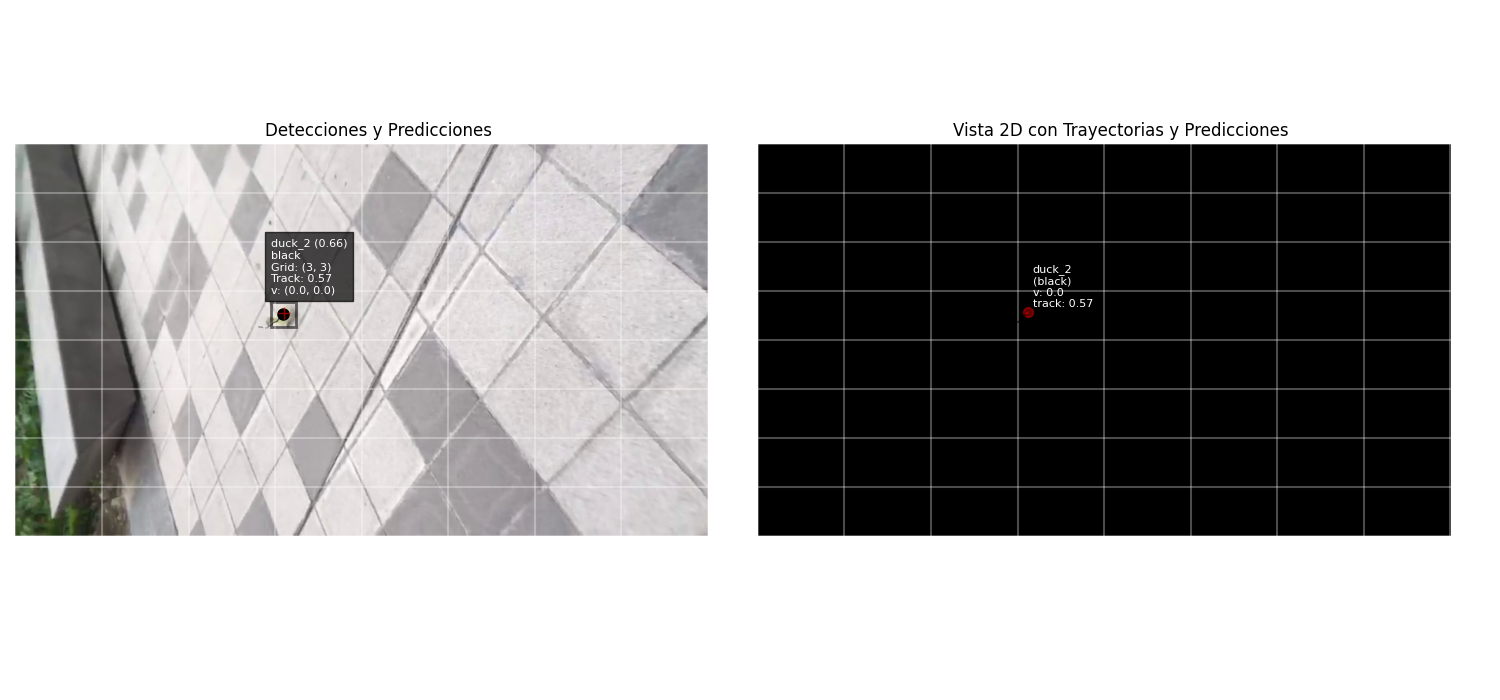 Detecciones y Predicciones
duck_2 (0.66)
black
Grid: (3, 3)
Track: 0.57
v: (0.0, 0.0)
Vista 2D con Trayectorias y Predicciones
duck_2
(black)
v: 0.0
track: 0.57